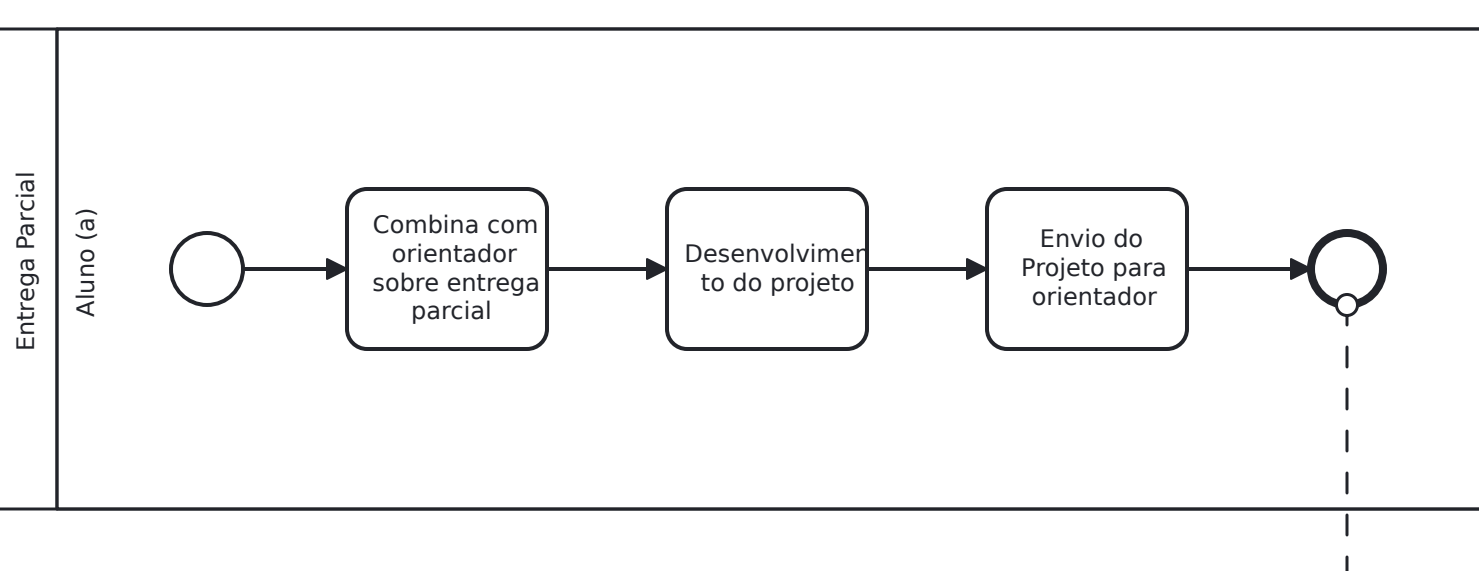 Entrega Parcial
Aluno (a)
Combina com
orientador
sobre entrega
parcial
Desenvolvimen
to do projeto
Envio do
Projeto para
orientador